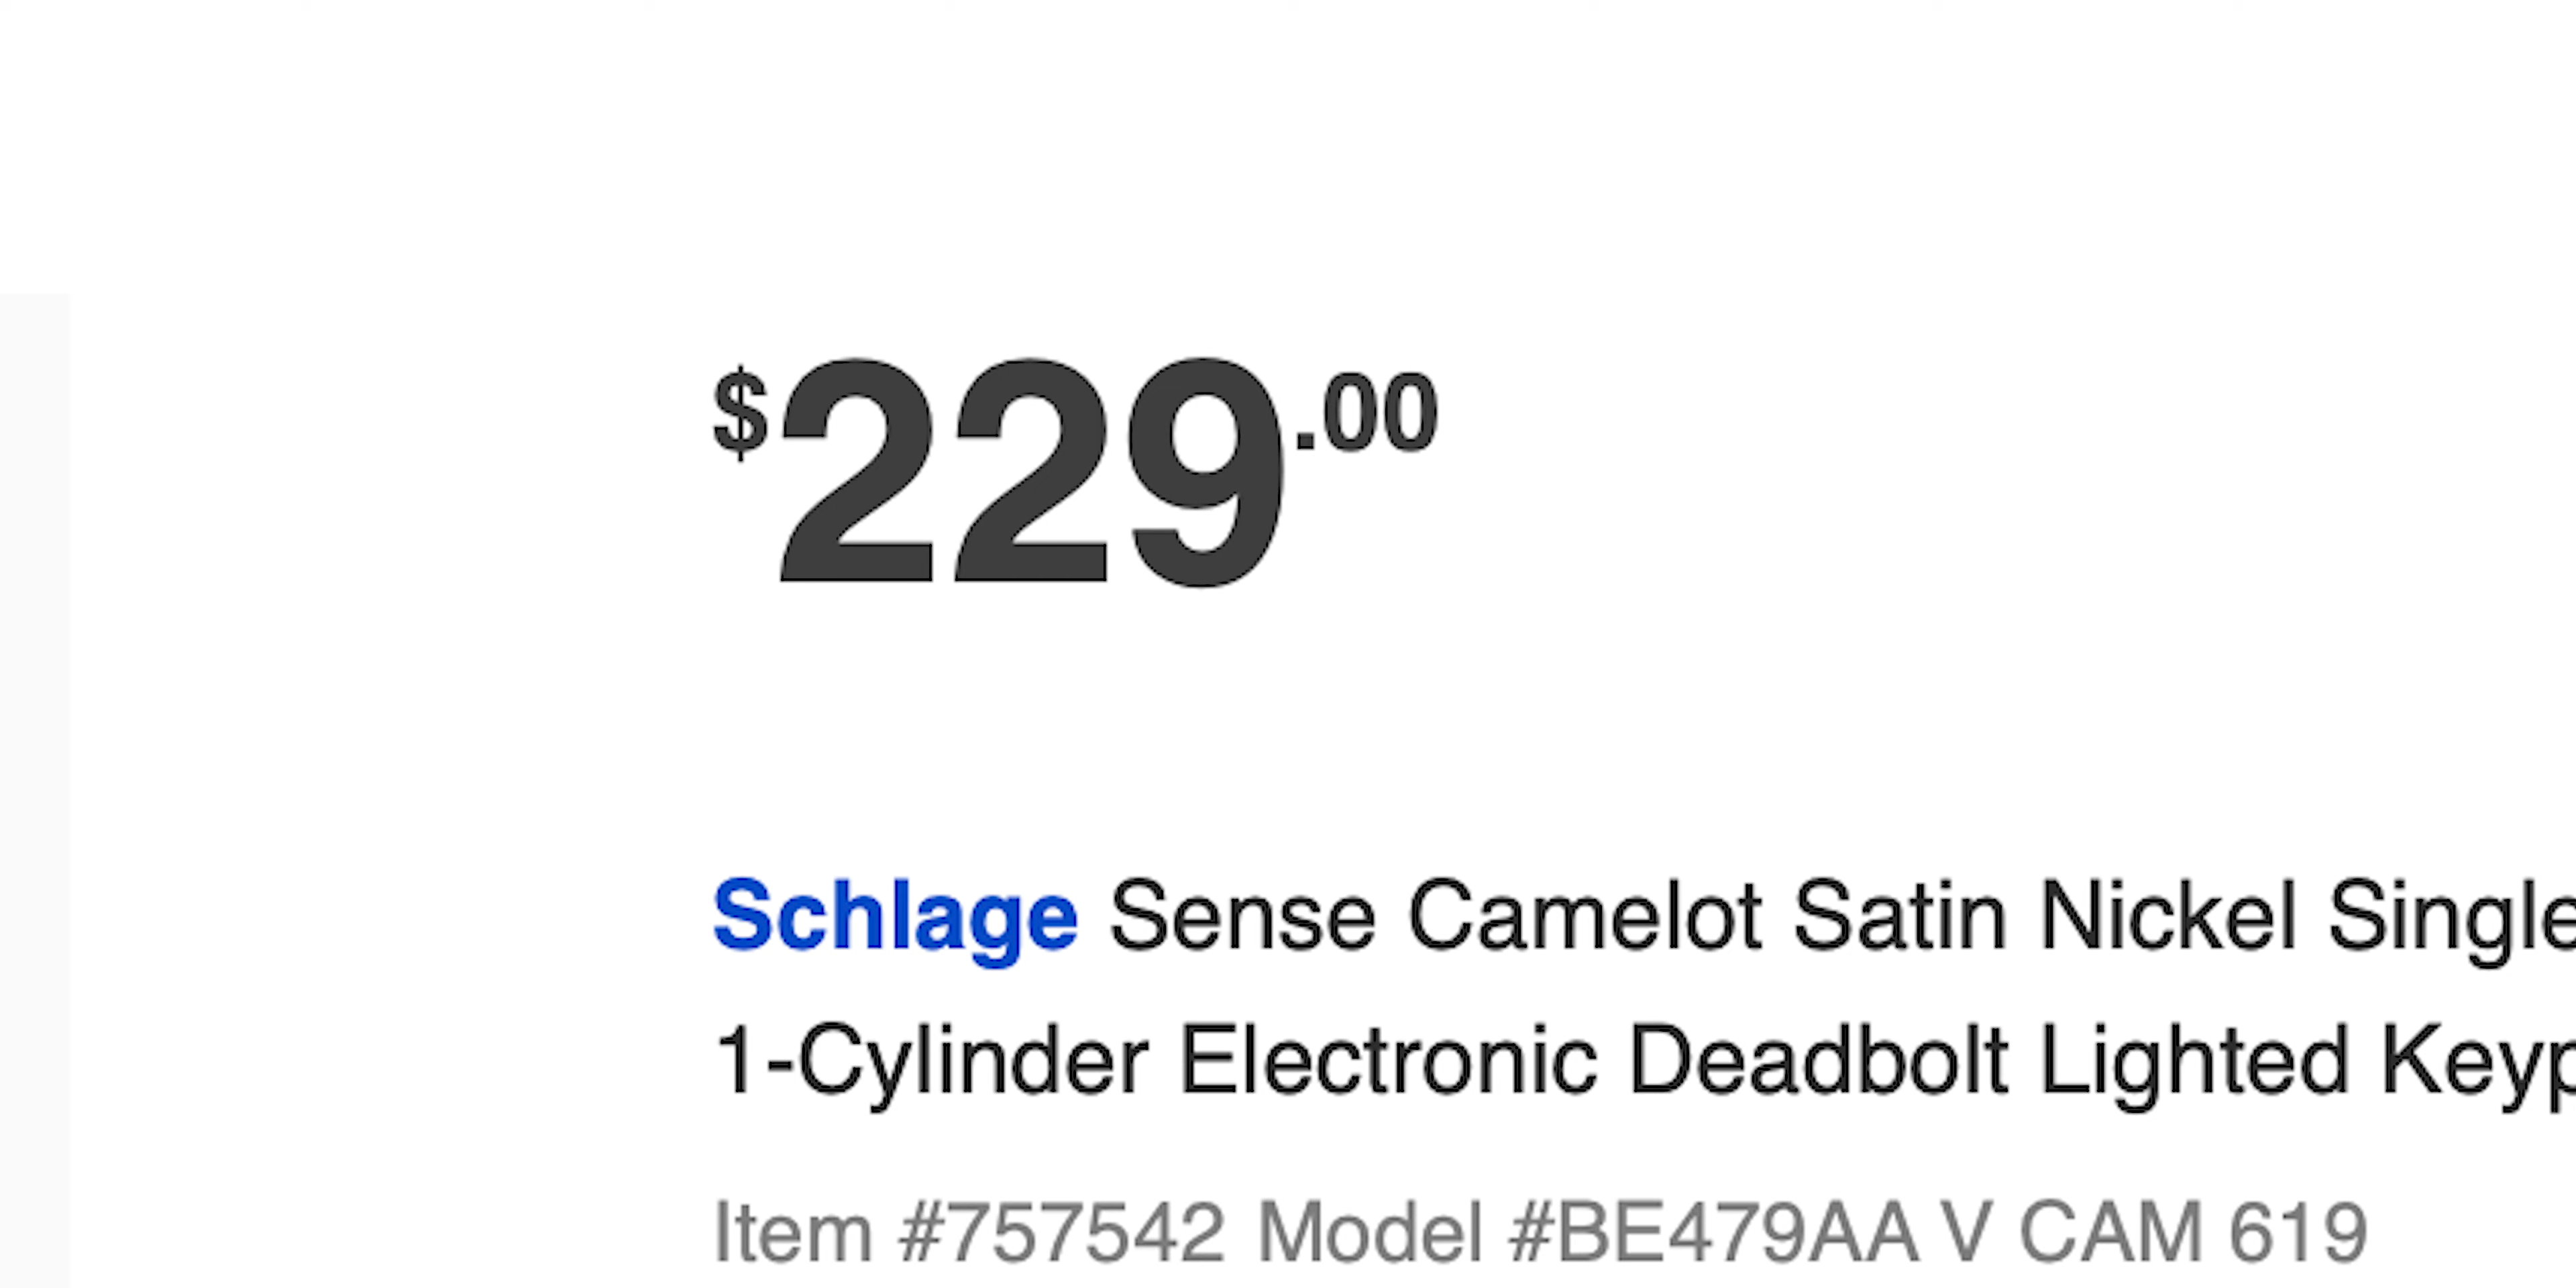 $229.00
Schlage Sense Camelot Satin Nickel Single
1-Cylinder Electronic Deadbolt Lighted
Item #757542 Model #BE479AA V CAM 619